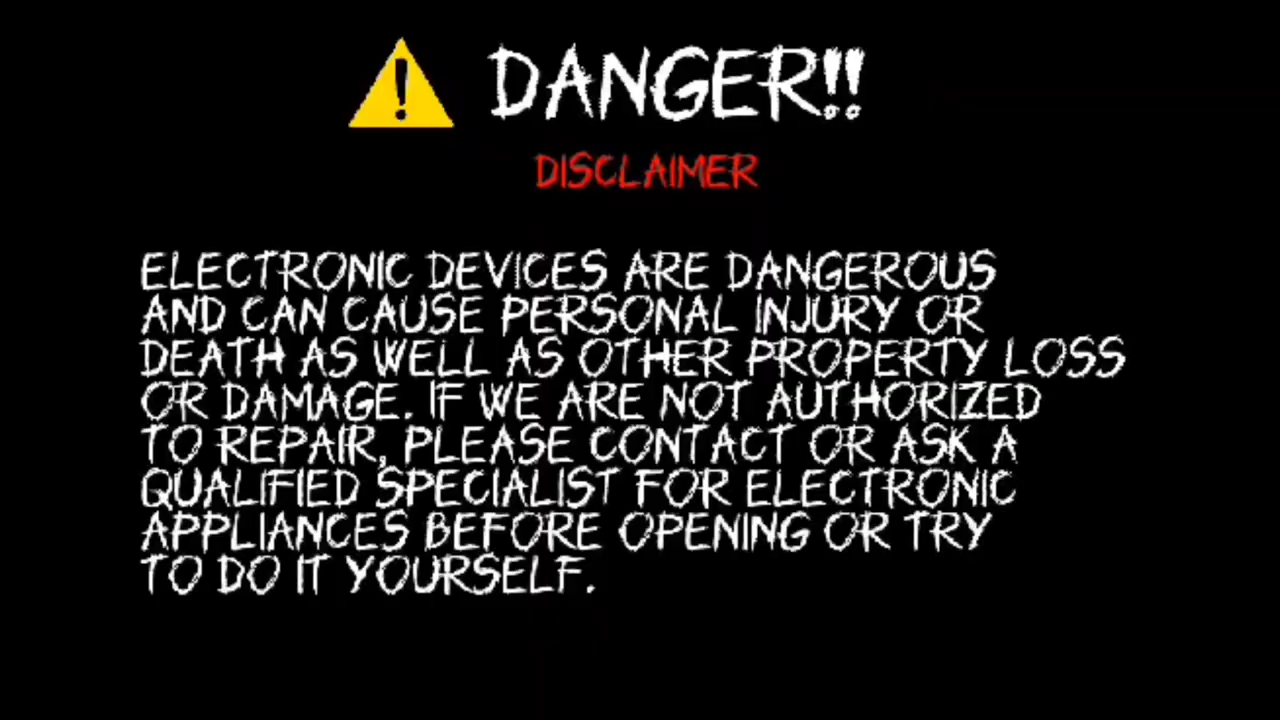 DANGER!!
DISCLAIMER
ELECTRONIC DEVICES ARE DANGEROUS
AND CAN CAUSE PERSONAL INJURY OR
DEATH AS WELL AS OTHER PROPERTY LOSS
OR DAMAGE. IF WE ARE NOT AUTHORIZED
TO REPAIR, PLEASE CONTACT OR ASK A
QUALIFIED SPECIALIST FOR ELECTRONIC
APPLIANCES BEFORE OPENING OR TRY
TO DO IT YOURSELF.